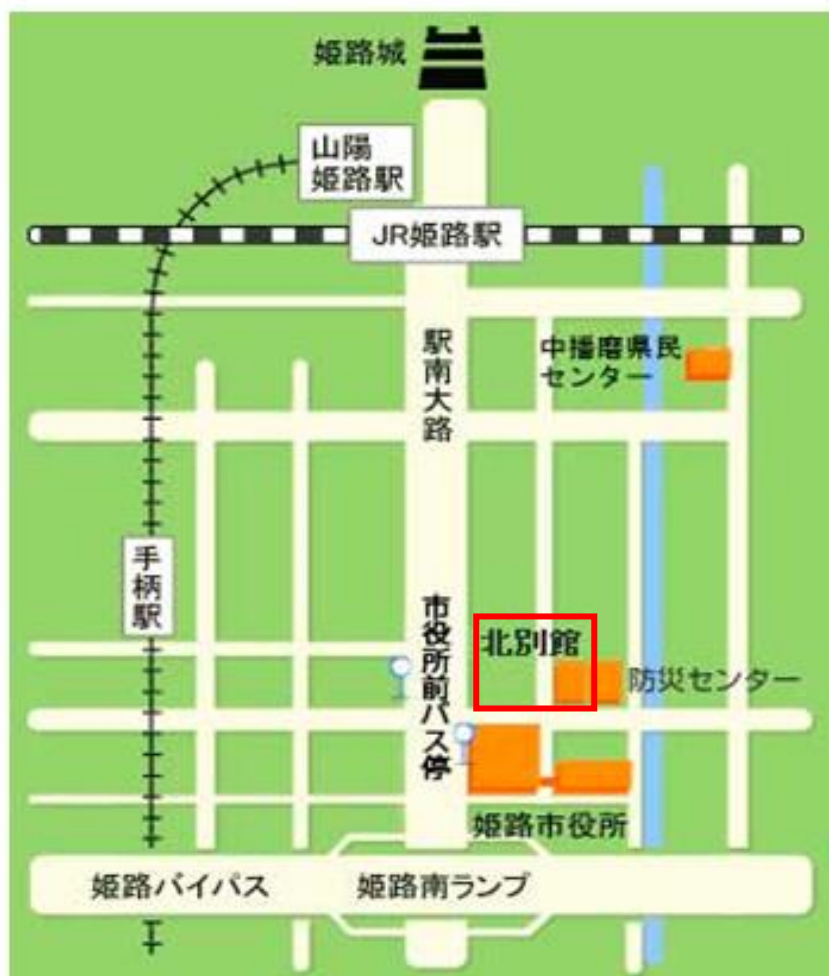 姫路城
山陽
姫路駅
JR姫路駅
駅南大路
中播磨県民
センター
手柄駅
市役所前バス停
北別館
防災センター
姫路市役所
姫路バイパス
姫路南ランプ